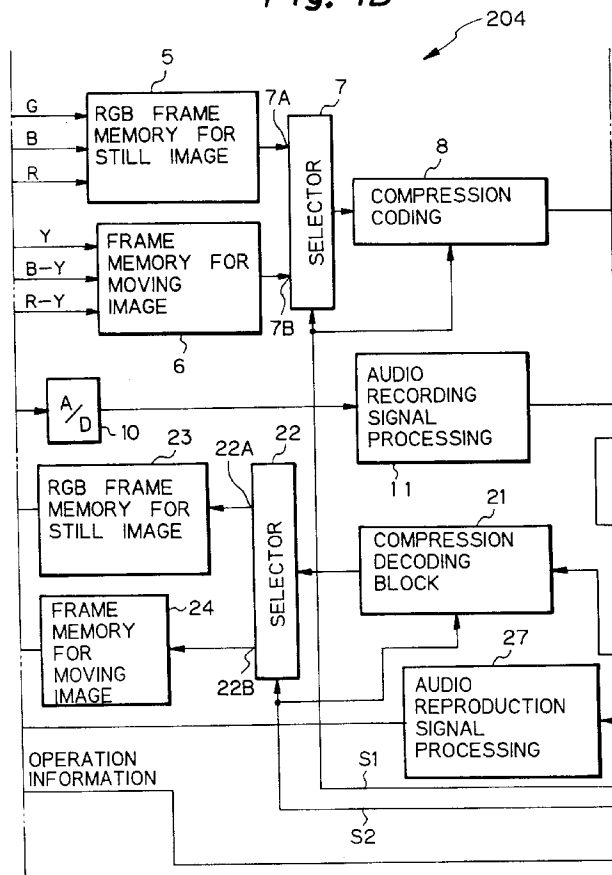 Fig. 1B
204
5
G
B
R
RGB FRAME
MEMORY FOR
STILL IMAGE
7A
7
SELECTOR
8
COMPRESSION
CODING
Y
B-Y
R-Y
FRAME
MEMORY FOR
MOVING
IMAGE
6
7B
A/D
10
AUDIO
RECORDING
SIGNAL
PROCESSING
11
23
RGB FRAME
MEMORY FOR
STILL IMAGE
22A
22
SELECTOR
21
COMPRESSION
DECODING
BLOCK
24
FRAME
MEMORY
FOR
MOVING
IMAGE
22B
27
AUDIO
REPRODUCTION
SIGNAL
PROCESSING
OPERATION
INFORMATION
S1
S2